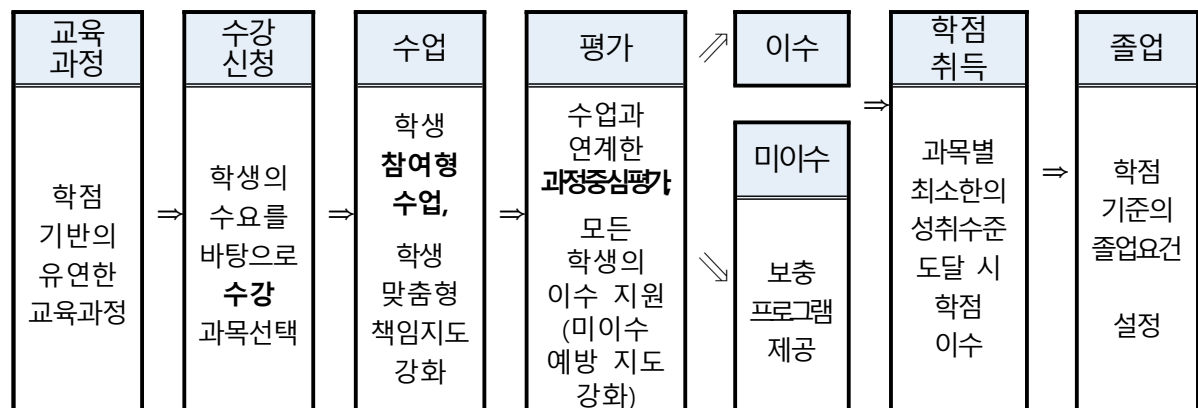 교육
과정
학점
기반의
유연한
교육과정
⇒
수강
신청
학생의
수요를
바탕으로
수강
과목선택
⇒
수업
학생
참여형
수업,
학생
맞춤형
책임지도
강화
⇒
평가
수업과
연계한
과정중심평가,
모든
학생의
이수 지원
(미이수
예방 지도
강화)
⇗
이수
⇘
미이수
보충
프로그램
제공
⇒
학점
취득
과목별
최소한의
성취수준
도달 시
학점
이수
⇒
졸업
학점
기준의
졸업요건
설정